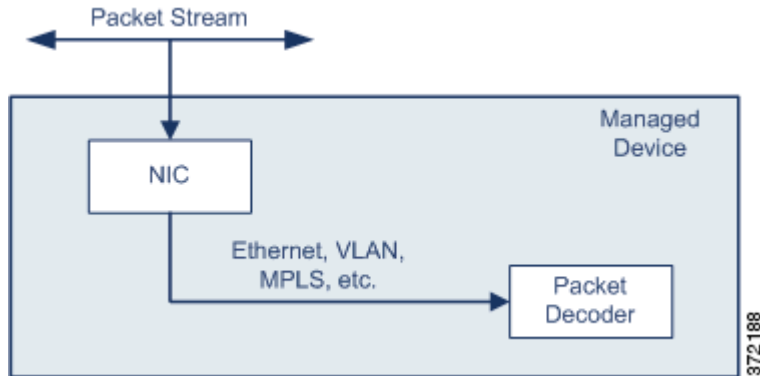 Packet Stream
Managed
Device
NIC
Ethernet, VLAN,
MPLS, etc.
Packet
Decoder
372188